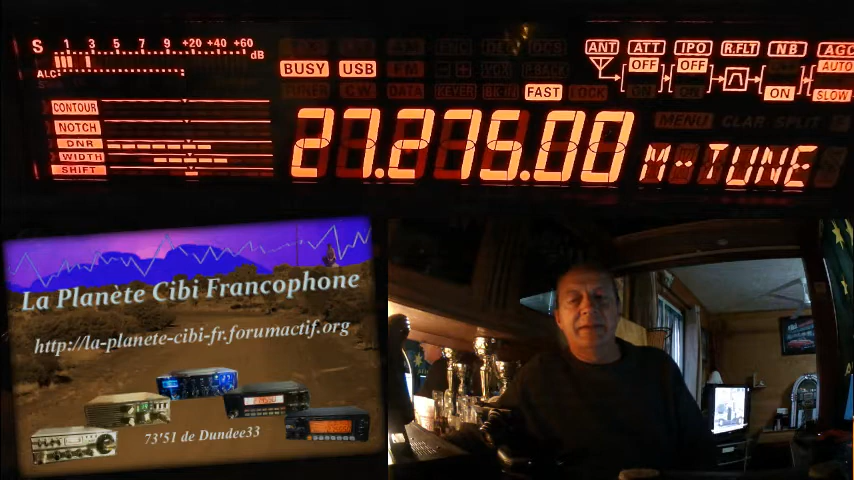 S 1 3 5 7 9 +20 +40 +60 dB
ALC
BUSY USB
FAST LOCK
ANT ATT IPO R.FLT NB AGC
OFF OFF AUTO
ON SLOW
CONTOUR
NOTCH
DNR
WIDTH
SHIFT
27.275.00
MENU CLAR SPLIT
M-TUNE
La Planète Cibi Francophone
http://la-planete-cibi-fr.forumactif.org
73'51 de Dundee33